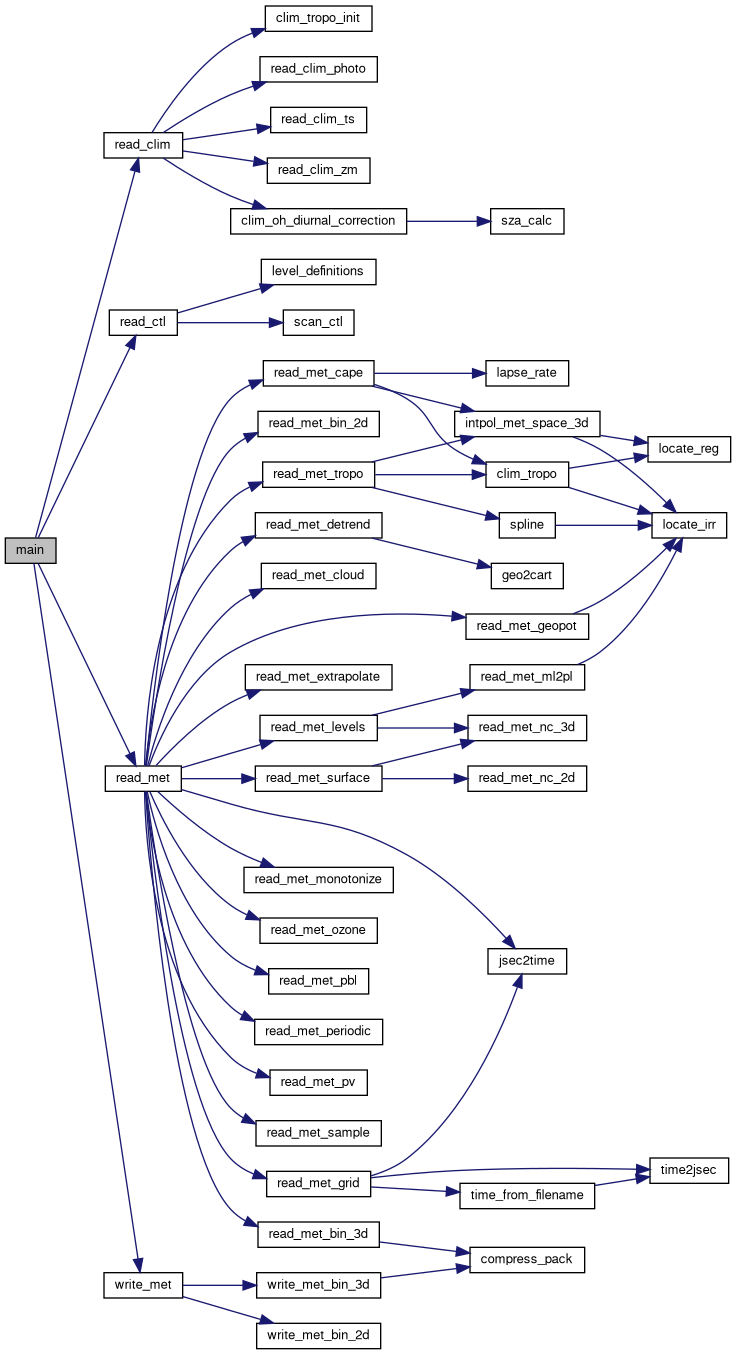 clim_tropo_init
read_clim_photo
read_clim_ts
read_clim
read_clim_zm
clim_oh_diurnal_correction
sza_calc
level_definitions
read_ctl
scan_ctl
read_met_cape
lapse_rate
read_met_bin_2d
intpol_met_space_3d
locate_reg
read_met_tropo
clim_tropo
read_met_detrend
spline
locate_irr
main
read_met_cloud
geo2cart
read_met_geopot
read_met_extrapolate
read_met_ml2pl
read_met_levels
read_met_nc_3d
read_met
read_met_surface
read_met_nc_2d
read_met_monotonize
read_met_ozone
jsec2time
read_met_pbl
read_met_periodic
read_met_pv
read_met_sample
time2jsec
read_met_grid
time_from_filename
read_met_bin_3d
compress_pack
write_met
write_met_bin_3d
write_met_bin_2d